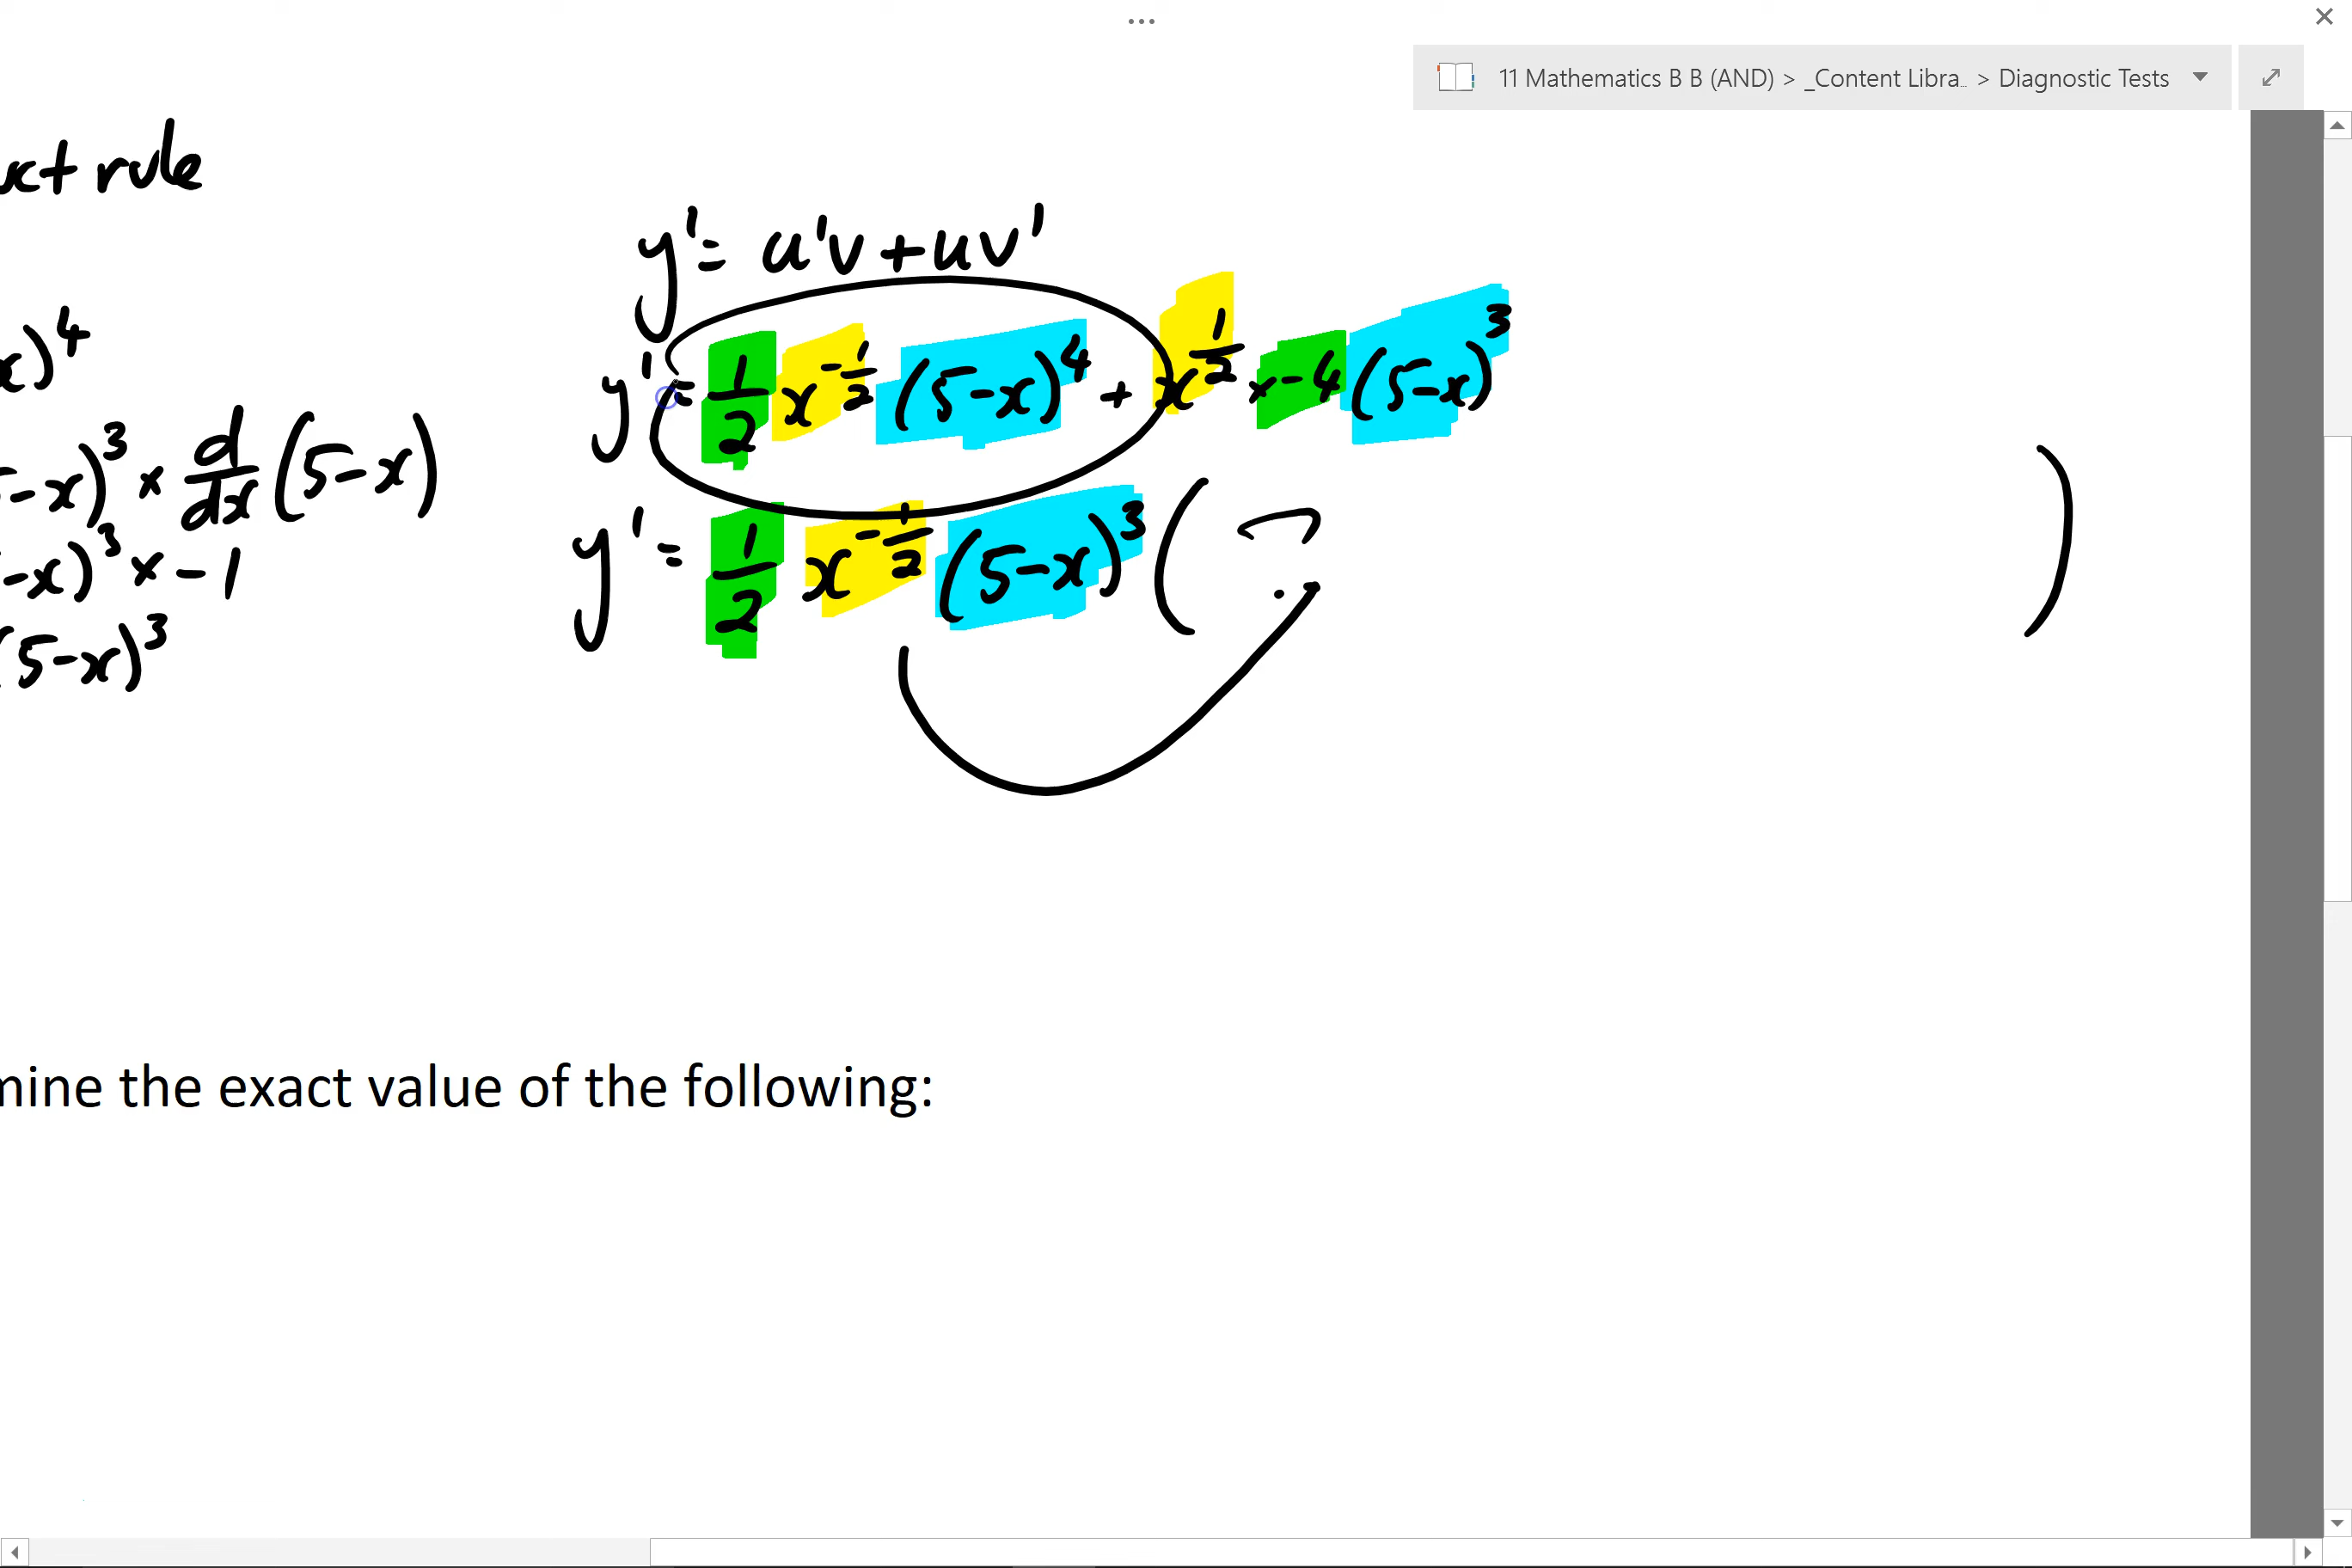 11 Mathematics B B (AND) > _Content Libra... > Diagnostic Tests
rule
y' = u'v + uv'
x)^4
y' = 1/2 x^(-1/2) (5-x)^4 + x^(1/2) × -4 (5-x)^3
-x)^3 × d/dx (5-x)
y' = 1/2 x^(-1/2) (5-x)^3 ( )
-x)^3 × -1
(5-x)^3
mine the exact value of the following: